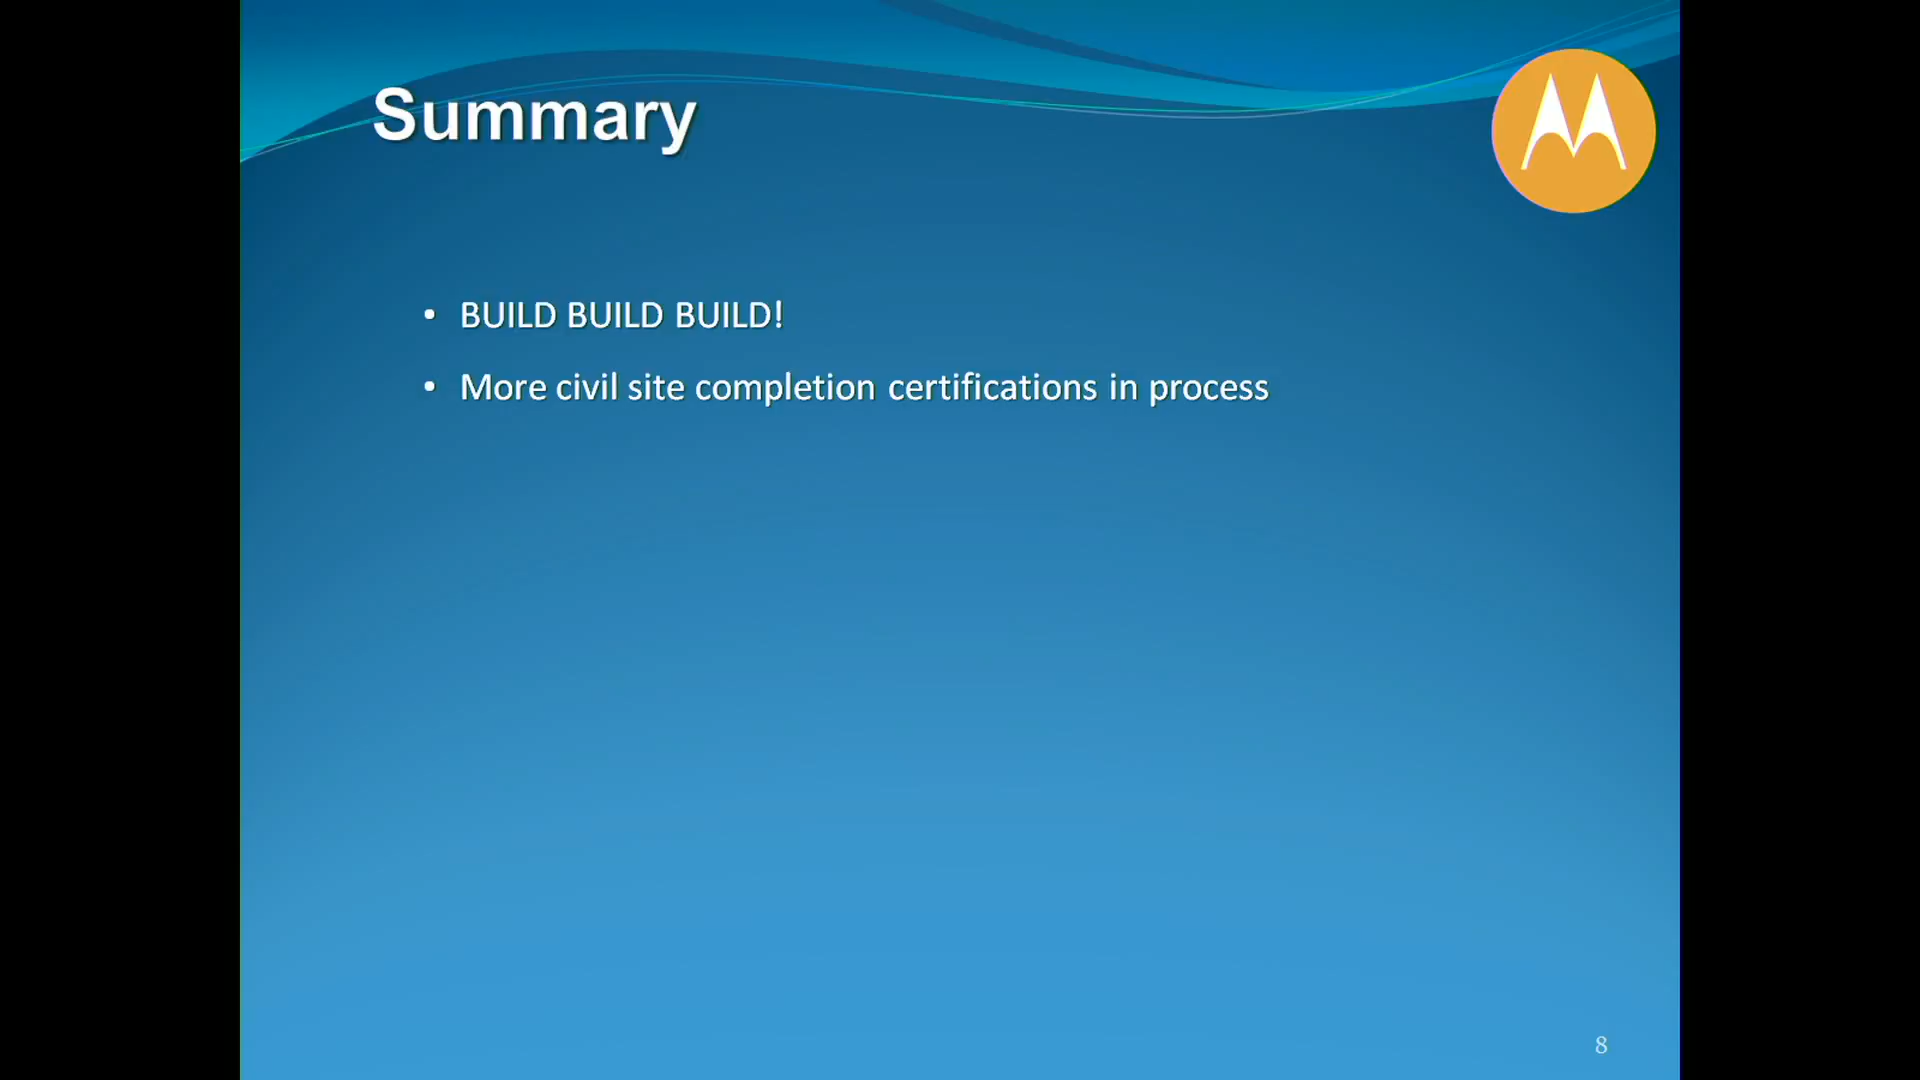 Summary
• BUILD BUILD BUILD!
• More civil site completion certifications in process
8